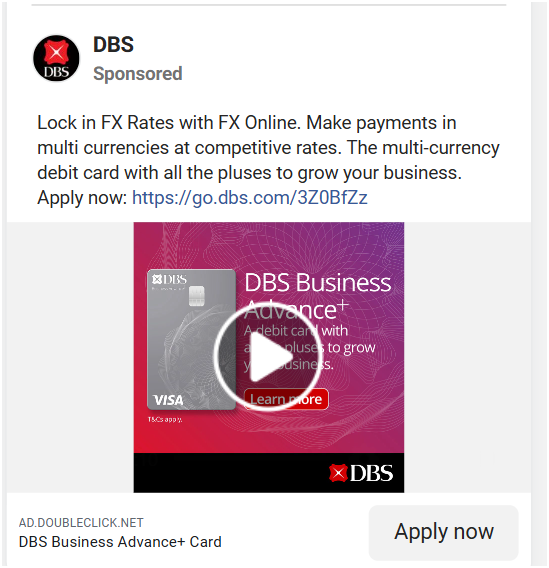 DBS
DBS
Sponsored
Lock in FX Rates with FX Online. Make payments in
multi currencies at competitive rates. The multi-currency
debit card with all the pluses to grow your business.
Apply now: https://go.dbs.com/3Z0BfZz
DBS
DBS Business
Advance+
A debit card with
pluses to grow
business.
VISA
Learn more
T&Cs apply.
DBS
AD.DOUBLECLICK.NET
DBS Business Advance+ Card
Apply now